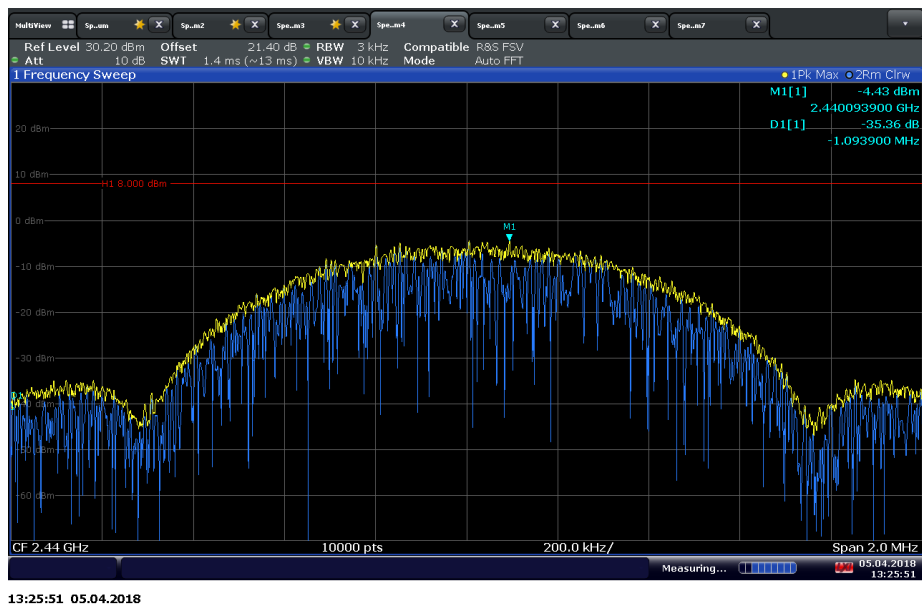 MultiView Sp..um X Sp..m2 X Spe..m3 X Spe..m4 X Spe..m5 X Spe..m6 X Spe..m7 X
Ref Level 30.20 dBm Offset 21.40 dB RBW 3 kHz Compatible R&S FSV
Att 10 dB SWT 1.4 ms (~13 ms) VBW 10 kHz Mode Auto FFT
1 Frequency Sweep 1Pk Max 2Rm Clrw
M1[1] -4.43 dBm
2.440093900 GHz
20 dBm D1[1] -35.36 dB
-1.093900 MHz
10 dBm
H1 8.000 dBm
0 dBm
M1
-10 dBm
-20 dBm
-30 dBm
-50 dBm
-60 dBm
CF 2.44 GHz 10000 pts 200.0 kHz/ Span 2.0 MHz
Measuring... 05.04.2018
13:25:51
13:25:51 05.04.2018